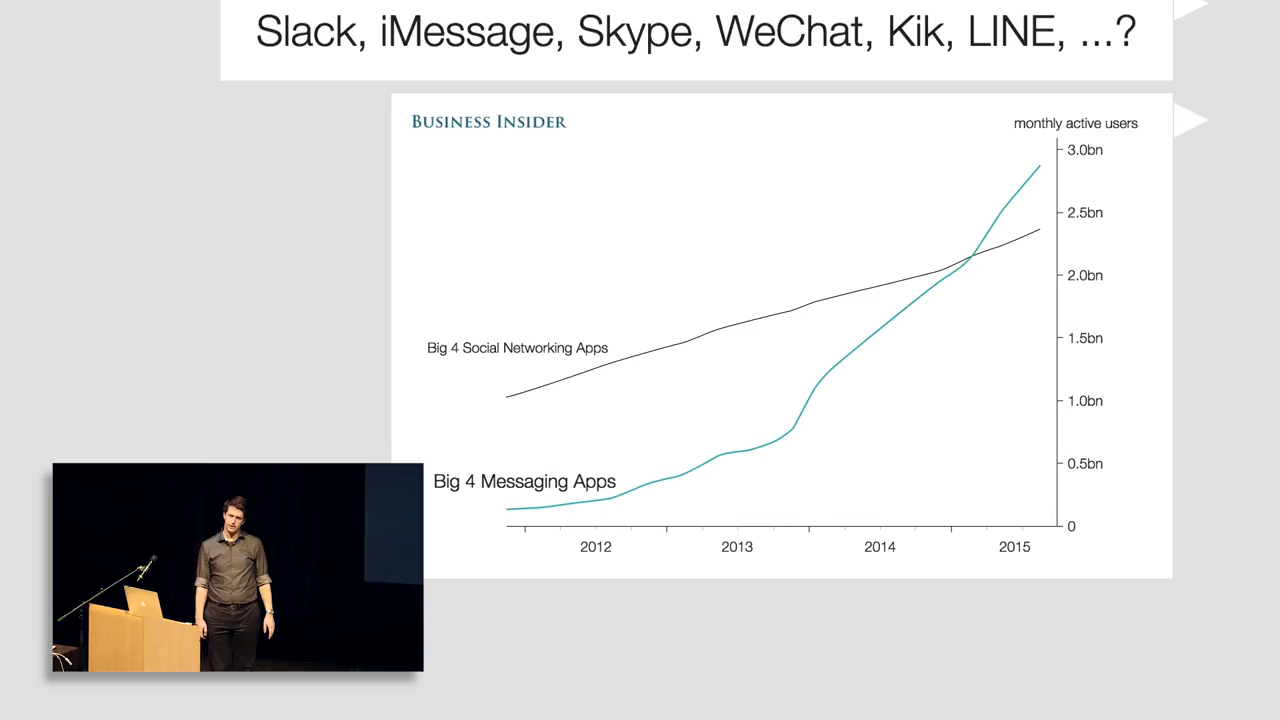 Slack, iMessage, Skype, WeChat, Kik, LINE, ...?
BUSINESS INSIDER
monthly active users
3.0bn
2.5bn
2.0bn
1.5bn
Big 4 Social Networking Apps
1.0bn
0.5bn
Big 4 Messaging Apps
0
2012 2013 2014 2015